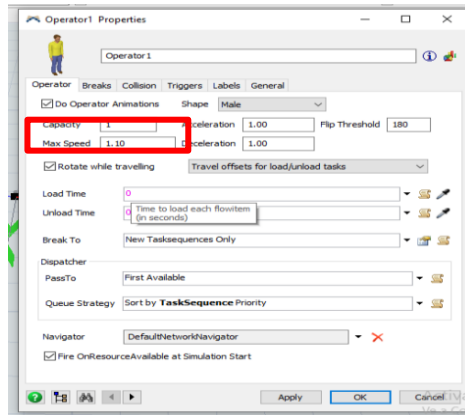 Operator1 Properties
Operator1
Operator Breaks Collision Triggers Labels General
Do Operator Animations Shape Male
Capacity 1 Acceleration 1.00 Flip Threshold 180
Max Speed 1.10 Deceleration 1.00
Rotate while travelling Travel offsets for load/unload tasks
Load Time 0
Time to load each flowitem
(in seconds)
Unload Time 0
Break To New Tasksequences Only
Dispatcher
PassTo First Available
Queue Strategy Sort by TaskSequence Priority
Navigator DefaultNetworkNavigator
Fire OnResourceAvailable at Simulation Start
Apply OK Cancel